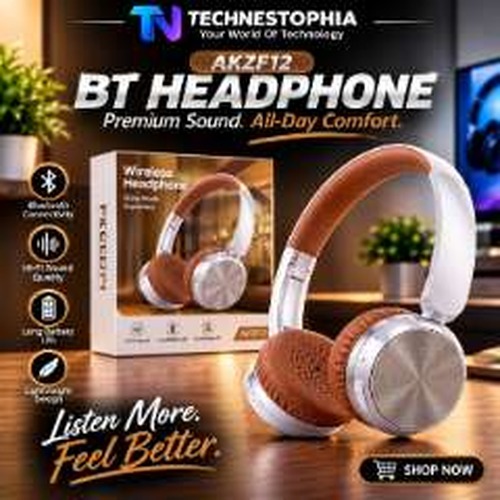 TN TECHNESTOPHIA
Your World Of Technology
AKZF12
BT HEADPHONE
Premium Sound. All-Day Comfort.
Wireless
Headphone
Bluetooth
Connectivity
Hi-Fi Sound
Quality
Long Battery
Life
Lightweight
Design
Listen More.
Feel Better.
SHOP NOW